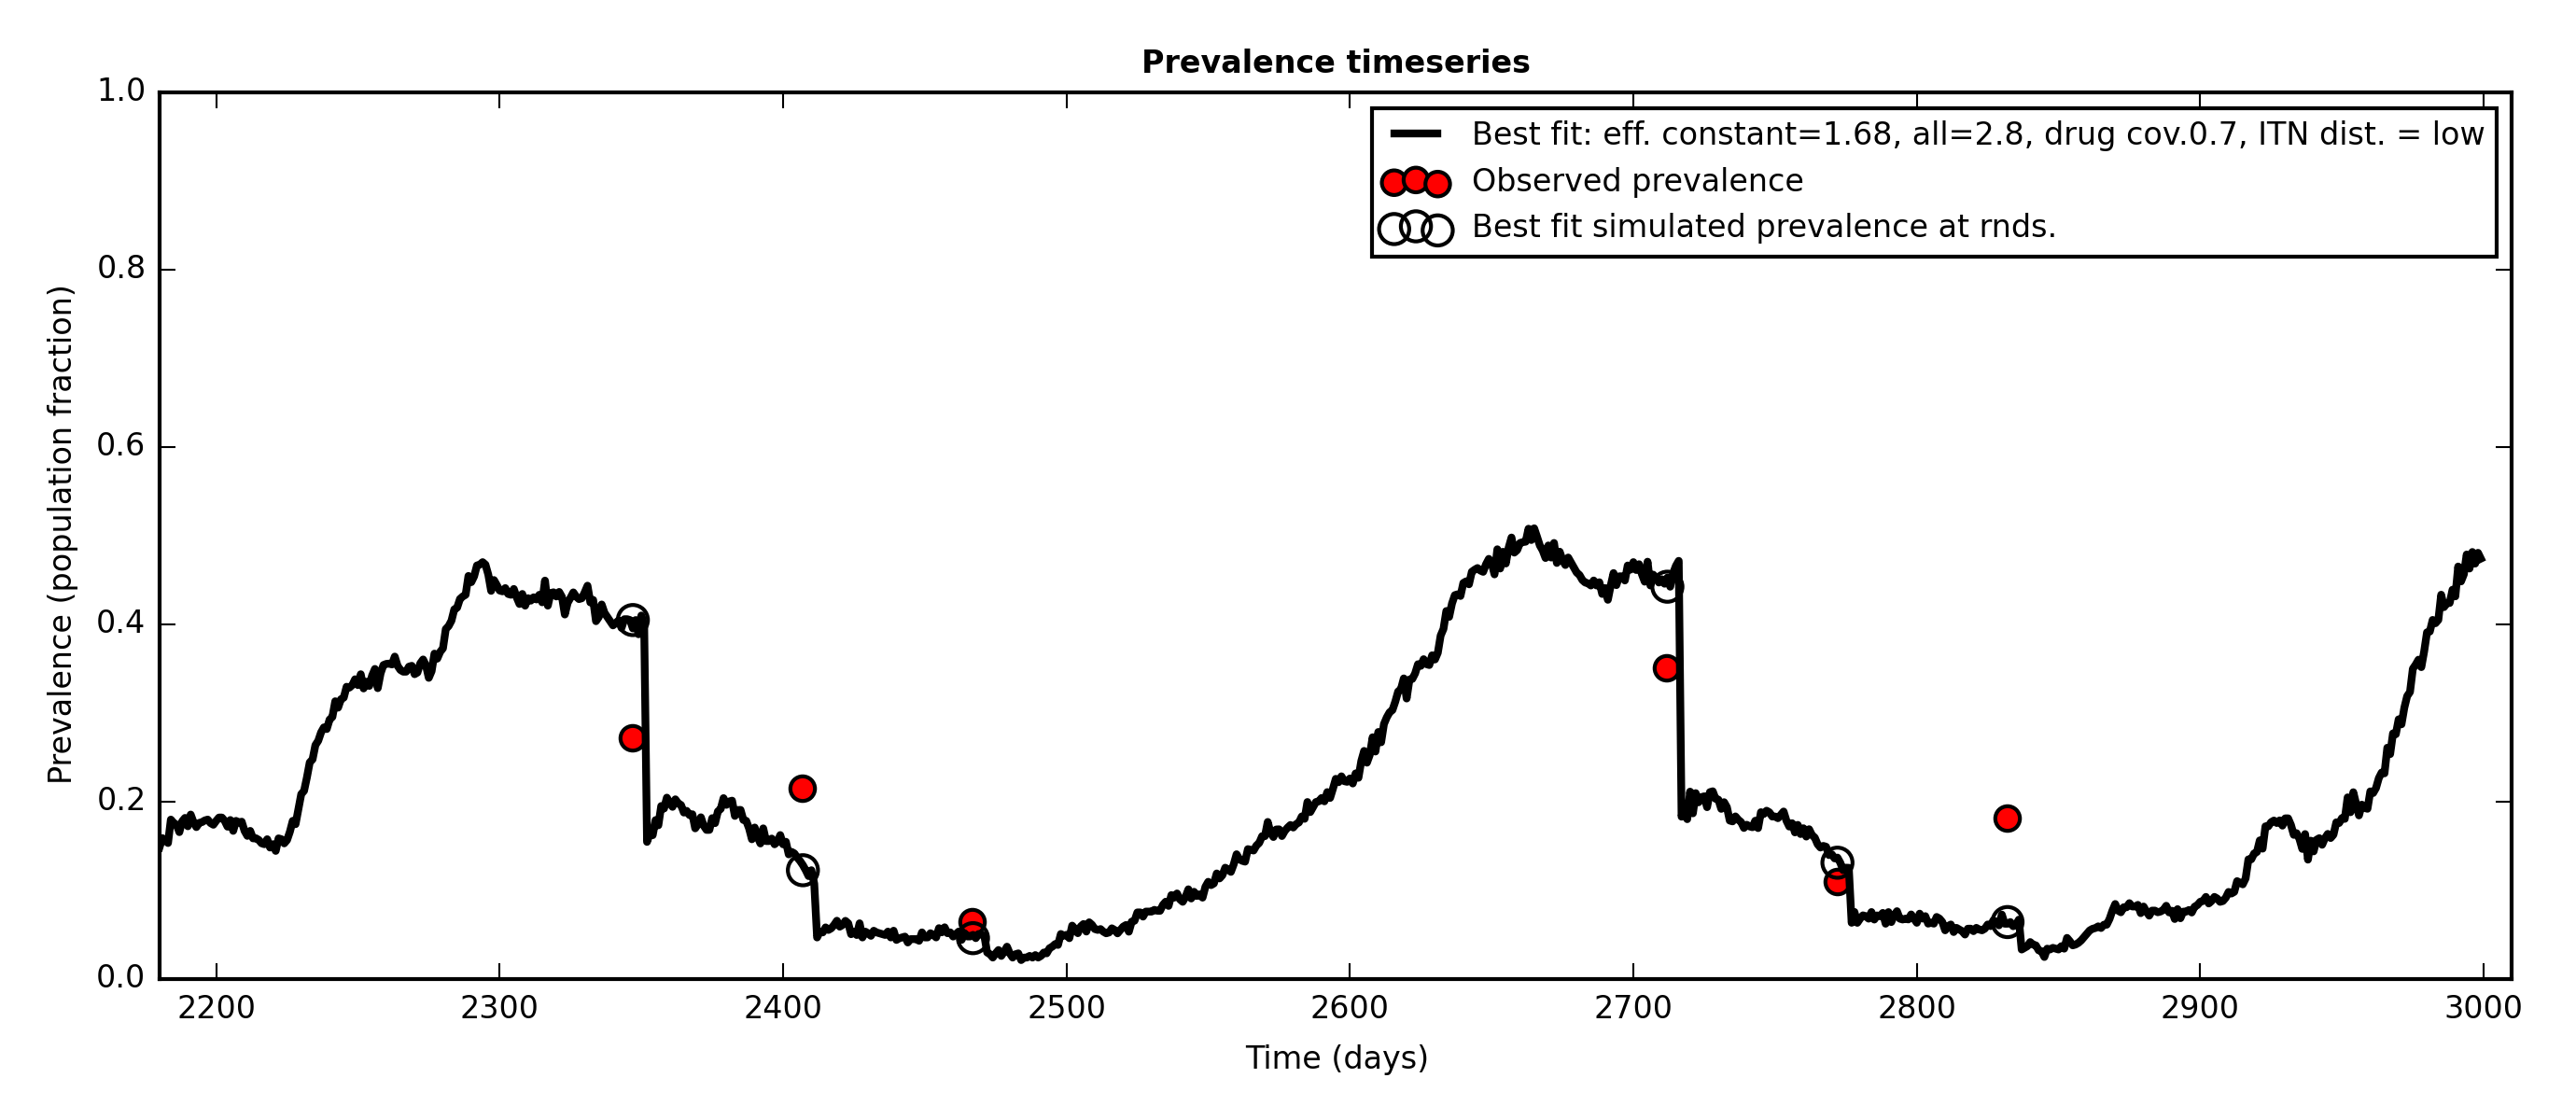 Prevalence timeseries
1.0
0.8
0.6
0.4
0.2
0.0
Prevalence (population fraction)
Best fit: eff. constant=1.68, all=2.8, drug cov.0.7, ITN dist. = low
Observed prevalence
Best fit simulated prevalence at rnds.
2200 2300 2400 2500 2600 2700 2800 2900 3000
Time (days)